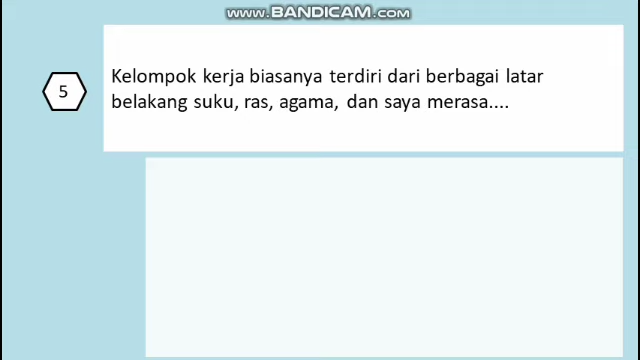 www.BANDICAM.com
Kelompok kerja biasanya terdiri dari berbagai latar
5
belakang suku, ras, agama, dan saya merasa....